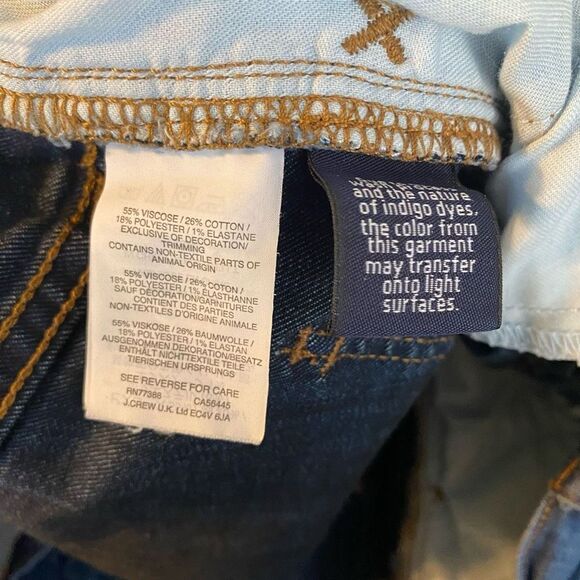 55% VISCOSE / 26% COTTON /
18% POLYESTER / 1% ELASTANE
EXCLUSIVE OF DECORATION/
TRIMMING
CONTAINS NON-TEXTILE PARTS OF
ANIMAL ORIGIN
55% VISCOSE / 26% COTON /
18% POLYESTER / 1% ELASTHANNE
SAUF DÉCORATION/GARNITURES
CONTIENT DES PARTIES
NON-TEXTILES D'ORIGINE ANIMALE
55% VISKOSE / 26% BAUMWOLLE /
18% POLYESTER / 1% ELASTAN
AUSGENOMMEN DEKORATION/BESATZ
ENTHÄLT NICHTTEXTILE TEILE
TIERISCHEN URSPRUNGS
SEE REVERSE FOR CARE
RN77388 CA56445
J.CREW U.K. Ltd EC4V 6JA
wash process
and the nature
of indigo dyes,
the color from
this garment
may transfer
onto light
surfaces.